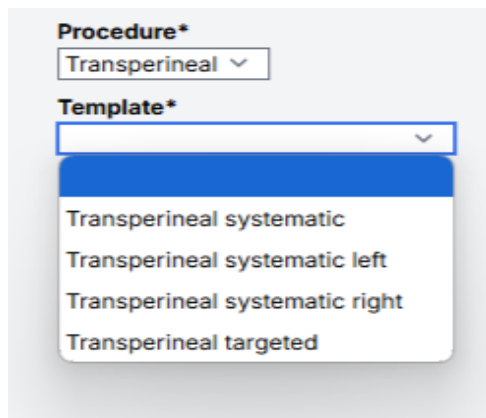 Procedure*
Transperineal
Template*
Transperineal systematic
Transperineal systematic left
Transperineal systematic right
Transperineal targeted